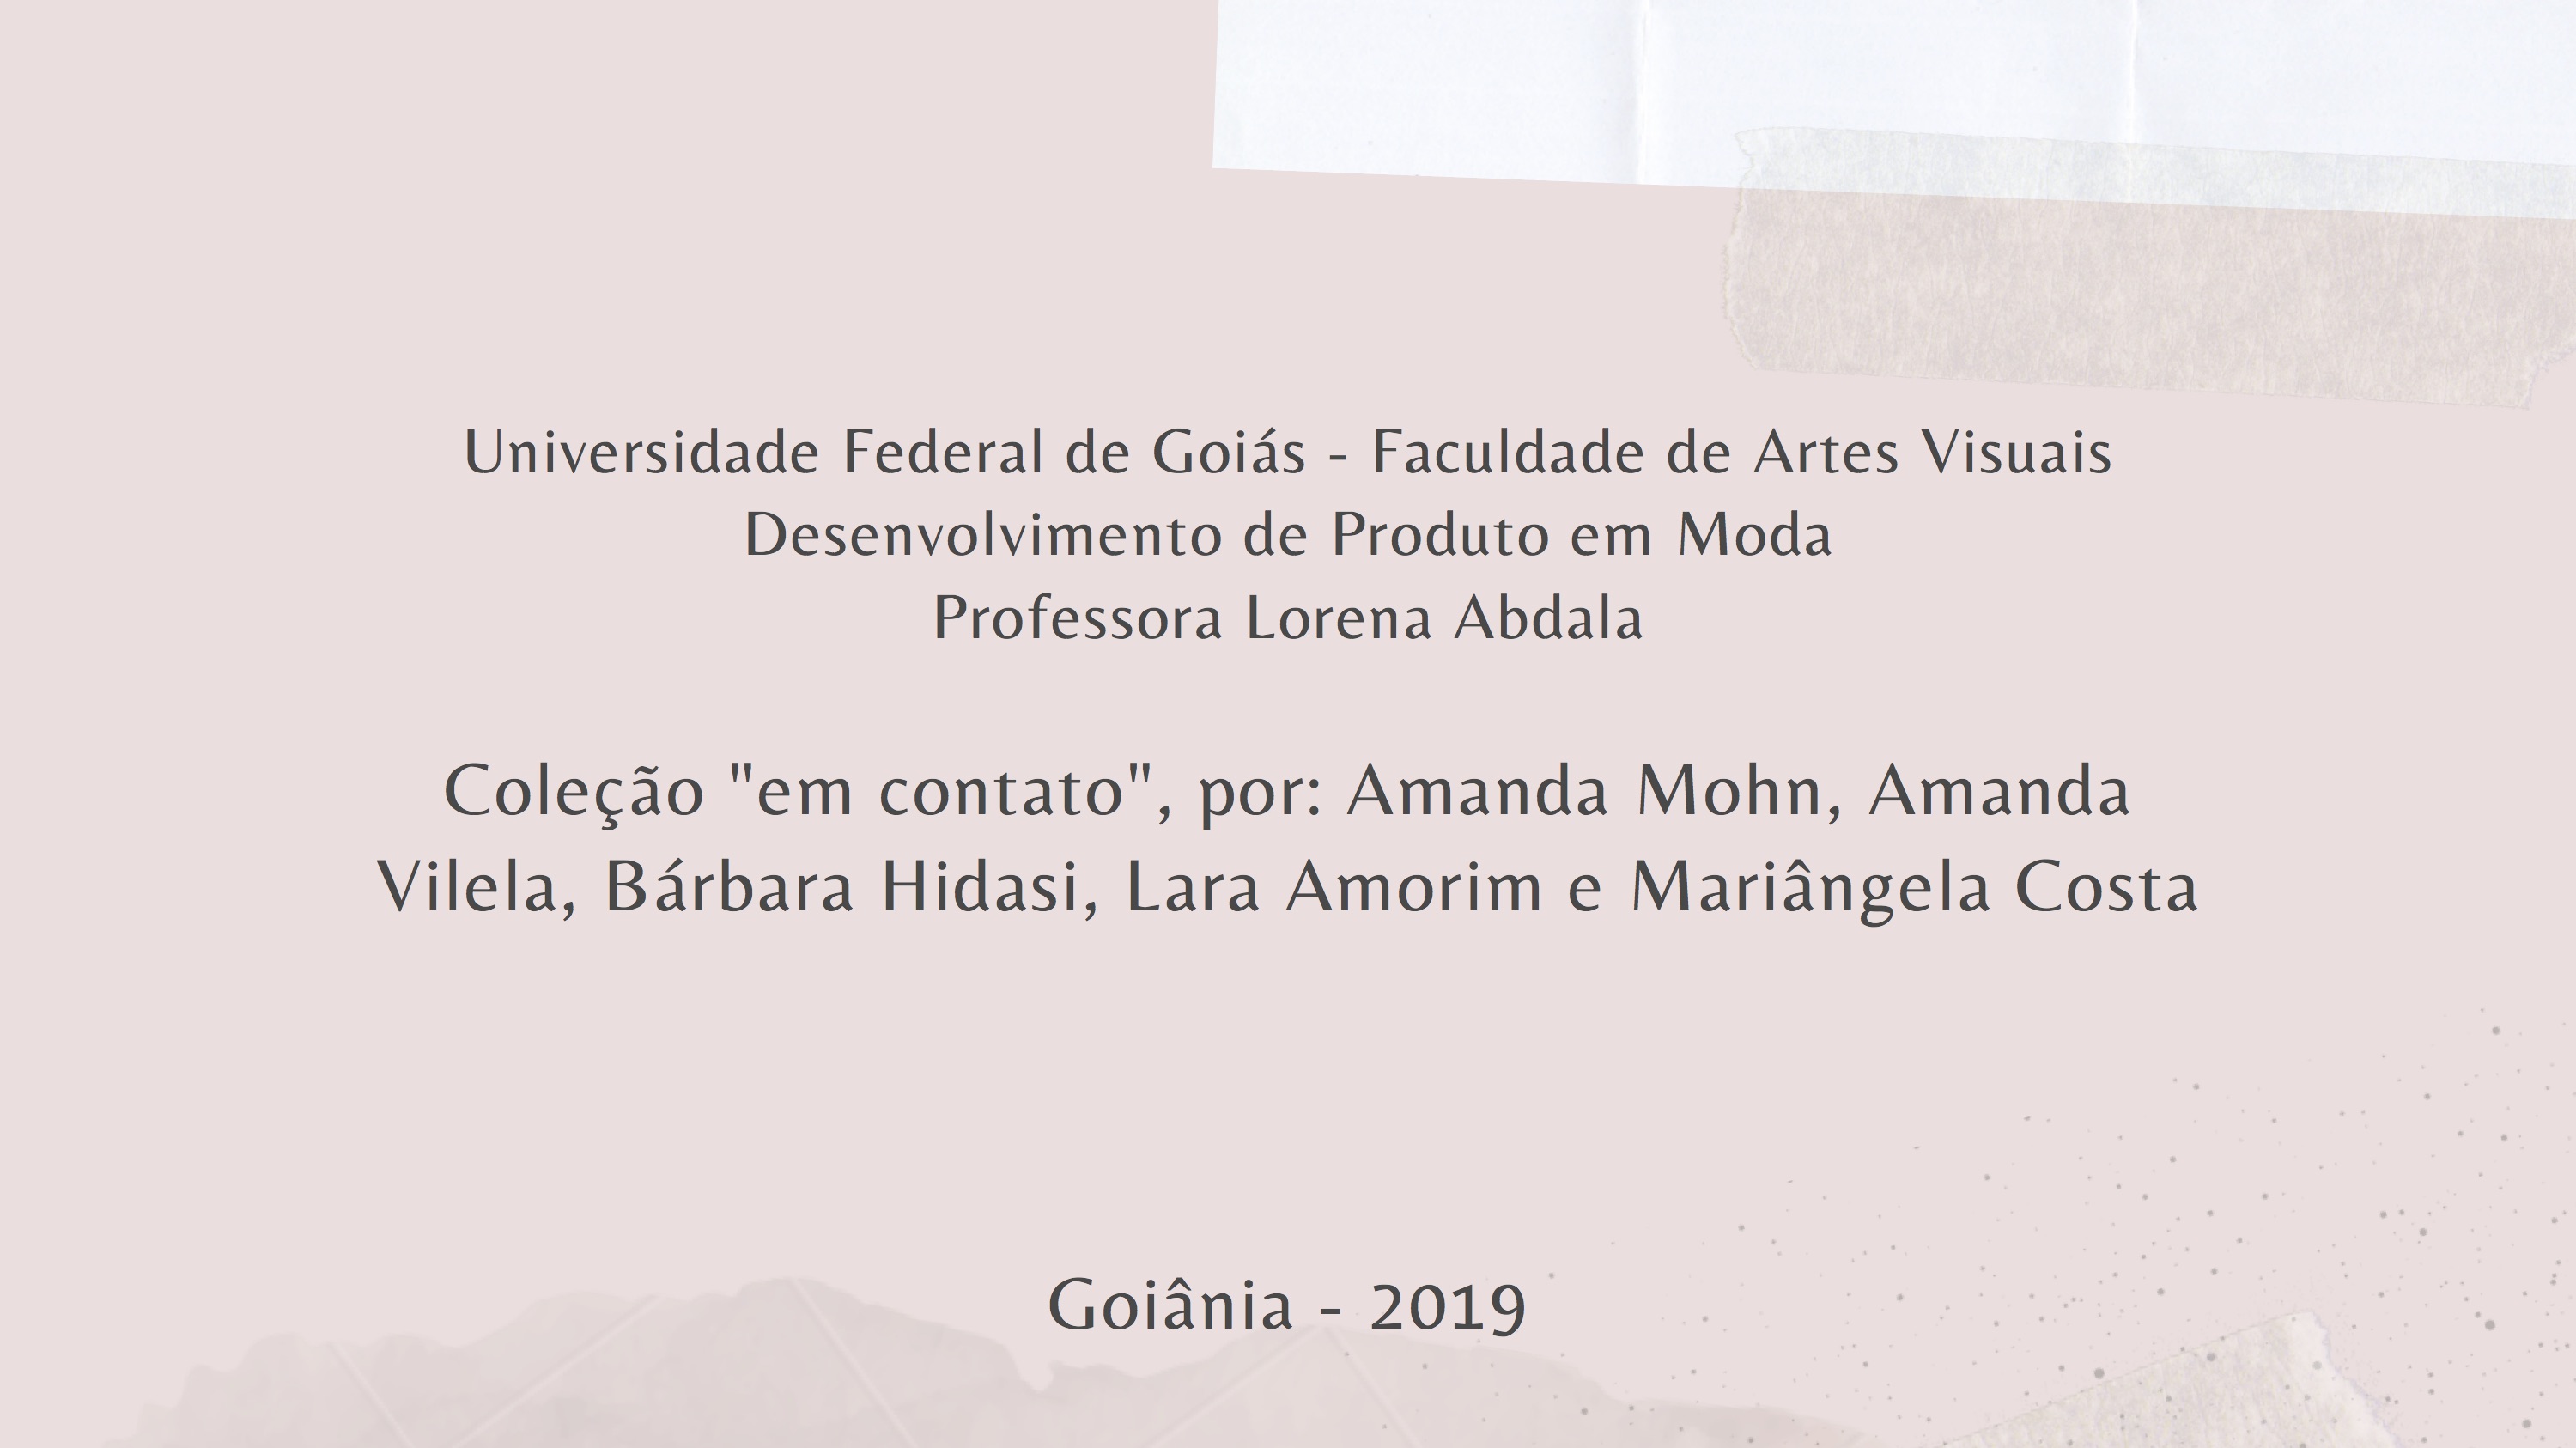 Universidade Federal de Goiás - Faculdade de Artes Visuais
Desenvolvimento de Produto em Moda
Professora Lorena Abdala
Coleção "em contato", por: Amanda Mohn, Amanda
Vilela, Bárbara Hidasi, Lara Amorim e Mariângela Costa
Goiânia - 2019